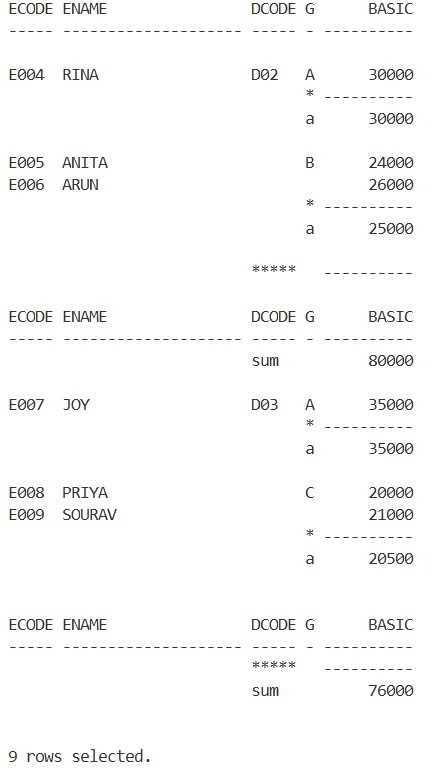 ECODE ENAME                DCODE G      BASIC
----- -------------------- ----- - ----------
E004  RINA                 D02   A      30000
                                 * ----------
                                 a      30000
E005  ANITA                      B      24000
E006  ARUN                              26000
                                 * ----------
                                 a      25000
                           *****   ----------
ECODE ENAME                DCODE G      BASIC
----- -------------------- ----- - ----------
                           sum          80000
E007  JOY                  D03   A      35000
                                 * ----------
                                 a      35000
E008  PRIYA                      C      20000
E009  SOURAV                            21000
                                 * ----------
                                 a      20500
ECODE ENAME                DCODE G      BASIC
----- -------------------- ----- - ----------
                           *****   ----------
                           sum          76000
9 rows selected.